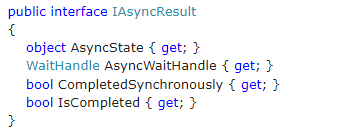 public interface IAsyncResult
{
    object AsyncState { get; }
    WaitHandle AsyncWaitHandle { get; }
    bool CompletedSynchronously { get; }
    bool IsCompleted { get; }
}